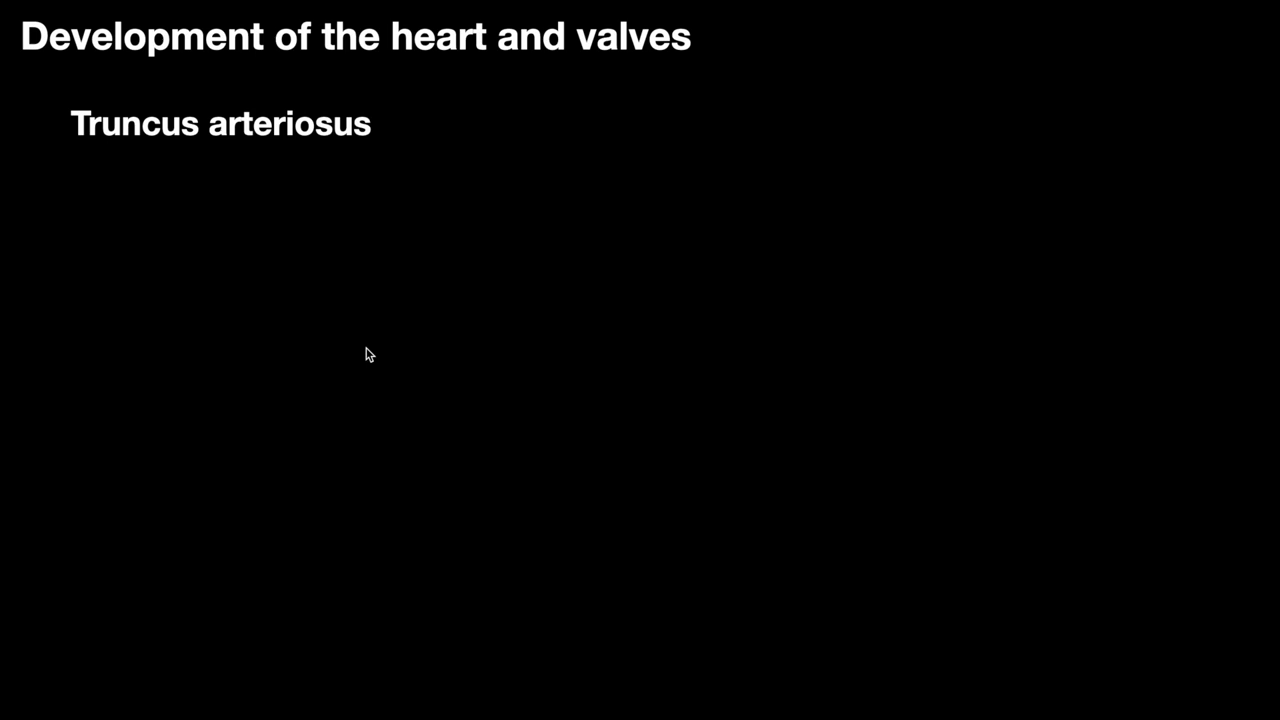 Development of the heart and valves
Truncus arteriosus